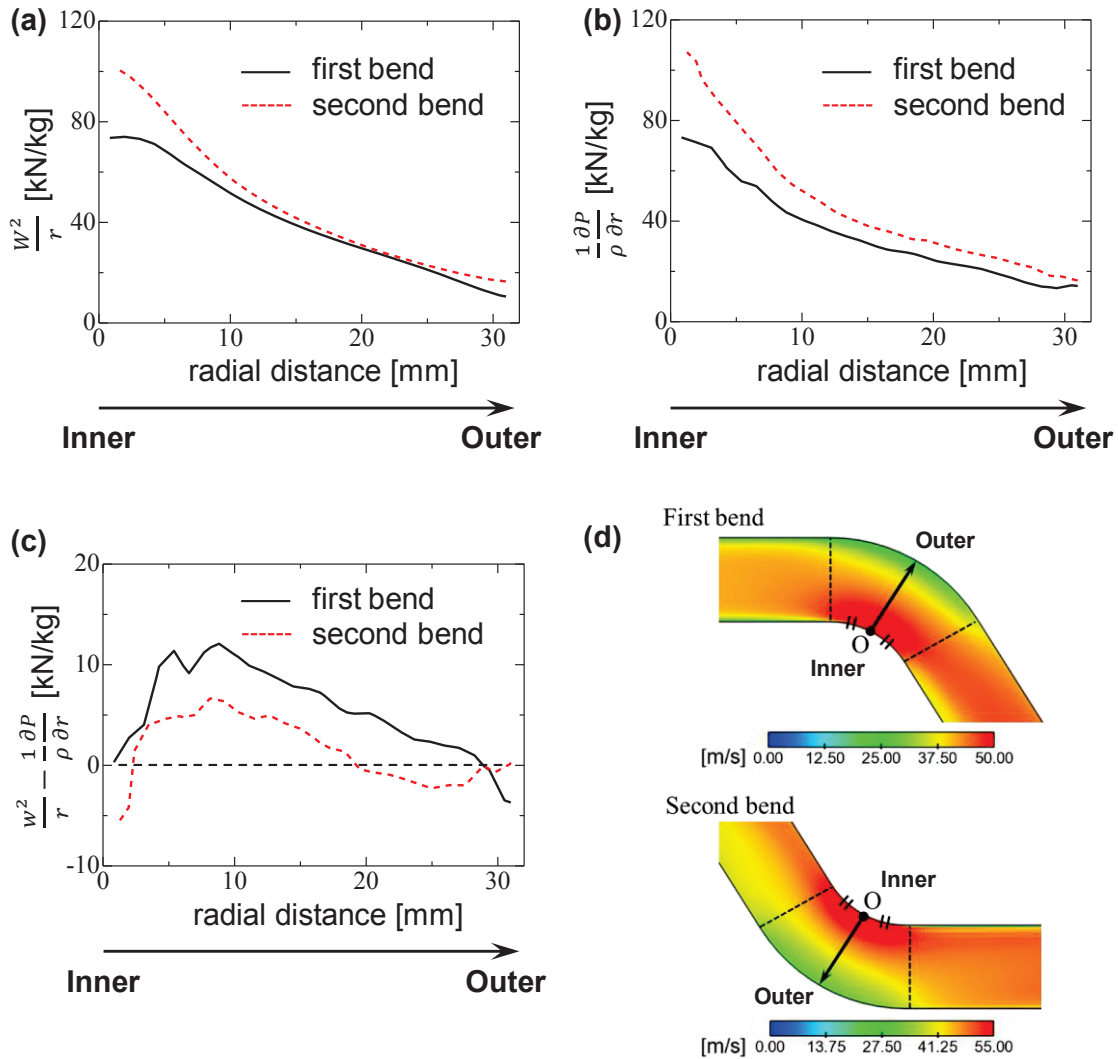 (a)
120
80
40
0
w²/r [kN/kg]
first bend
second bend
0 10 20 30
radial distance [mm]
Inner Outer
(b)
120
80
40
0
1/ρ ∂P/∂r [kN/kg]
first bend
second bend
0 10 20 30
radial distance [mm]
Inner Outer
(c)
20
10
0
-10
w²/r − 1/ρ ∂P/∂r [kN/kg]
first bend
second bend
0 10 20 30
radial distance [mm]
Inner Outer
(d)
First bend
Outer
O
Inner
[m/s] 0.00 12.50 25.00 37.50 50.00
Second bend
Inner
O
Outer
[m/s] 0.00 13.75 27.50 41.25 55.00